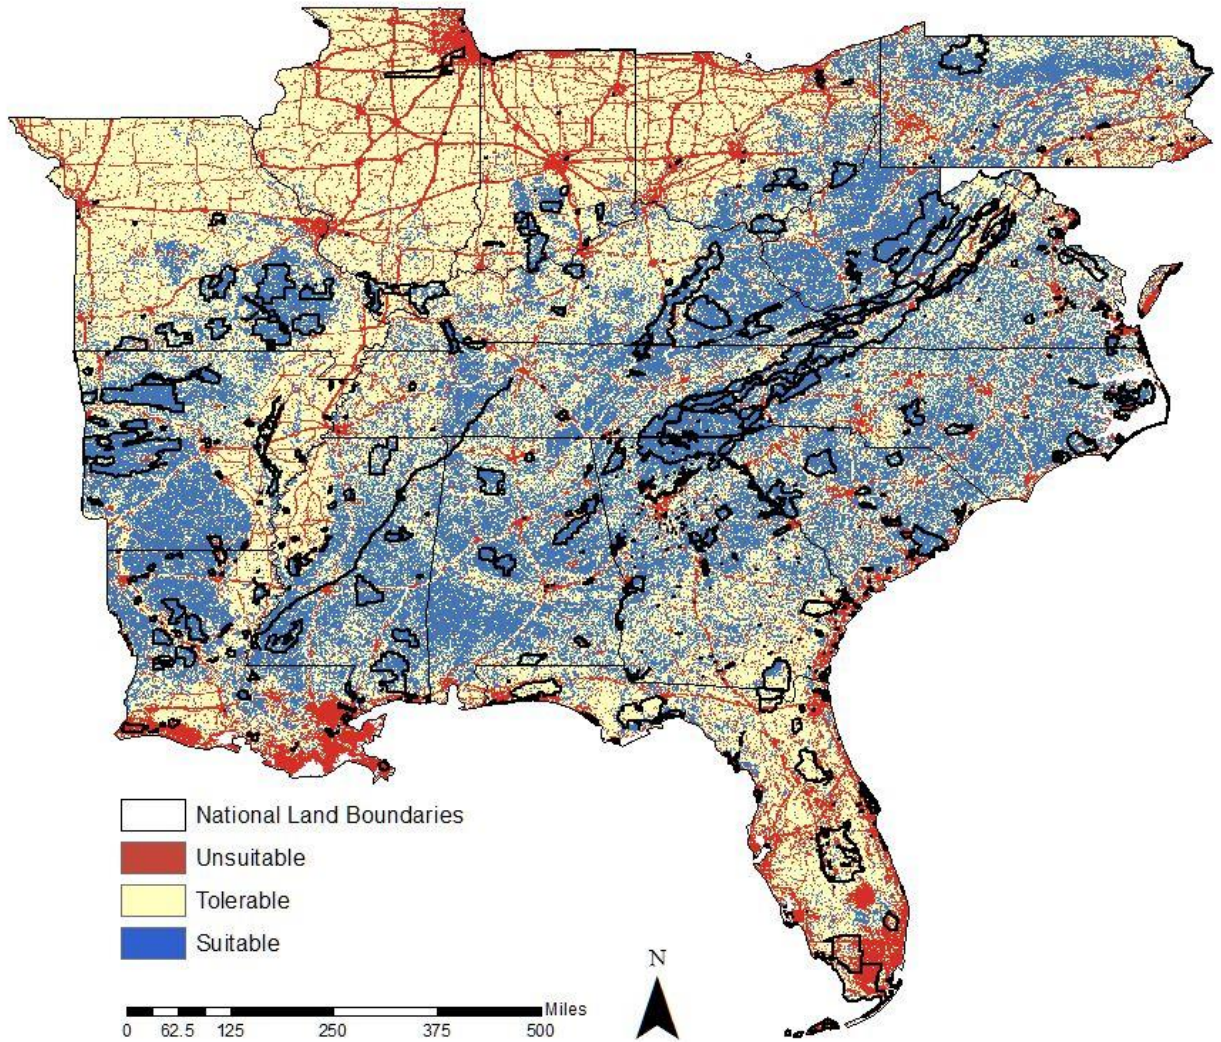 National Land Boundaries
Unsuitable
Tolerable
Suitable
N
Miles
0 62.5 125 250 375 500